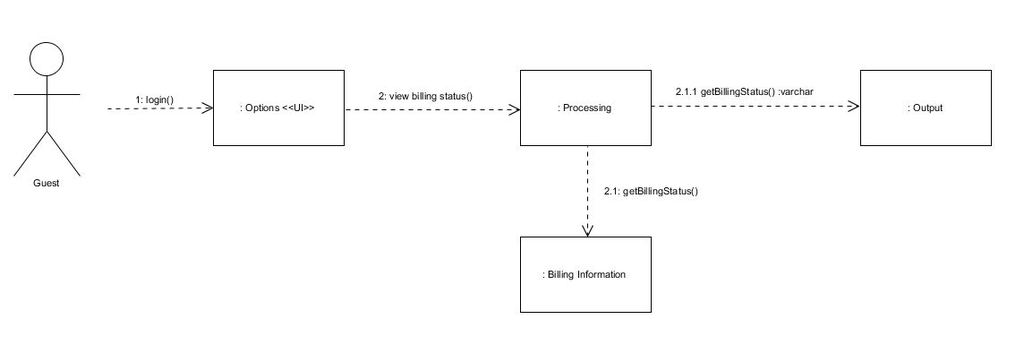 1: login()
: Options <<UI>>
2: view billing status()
: Processing
2.1.1 getBillingStatus() :varchar
: Output
Guest
2.1: getBillingStatus()
: Billing Information